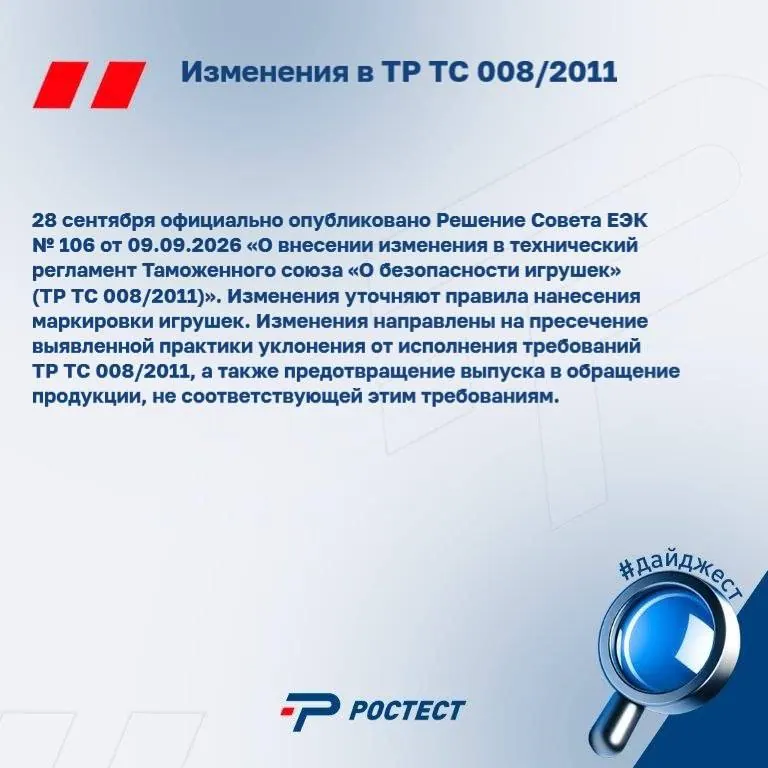 Изменения в ТР ТС 008/2011
28 сентября официально опубликовано Решение Совета ЕЭК
№ 106 от 09.09.2026 «О внесении изменения в технический
регламент Таможенного союза «О безопасности игрушек»
(ТР ТС 008/2011)». Изменения уточняют правила нанесения
маркировки игрушек. Изменения направлены на пресечение
выявленной практики уклонения от исполнения требований
ТР ТС 008/2011, а также предотвращение выпуска в обращение
продукции, не соответствующей этим требованиям.
#дайджест
РОСТЕСТ